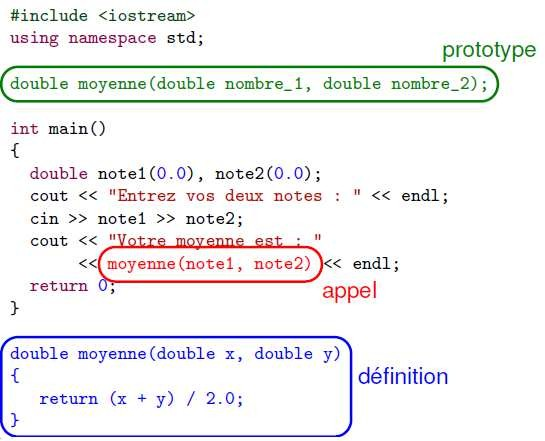 #include <iostream>
using namespace std;
prototype
double moyenne(double nombre_1, double nombre_2);
int main()
{
double note1(0.0), note2(0.0);
cout << "Entrez vos deux notes : " << endl;
cin >> note1 >> note2;
cout << "Votre moyenne est : "
<< moyenne(note1, note2) << endl;
appel
return 0;
}
double moyenne(double x, double y)
définition
{
return (x + y) / 2.0;
}